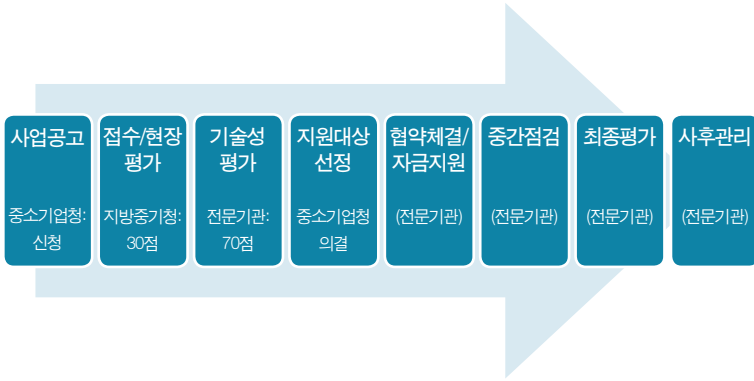 사업공고
중소기업청:
신청
접수/현장
평가
지방중기청:
30점
기술성
평가
전문기관:
70점
지원대상
선정
중소기업청
의결
협약체결/
자금지원
(전문기관)
중간점검
(전문기관)
최종평가
(전문기관)
사후관리
(전문기관)